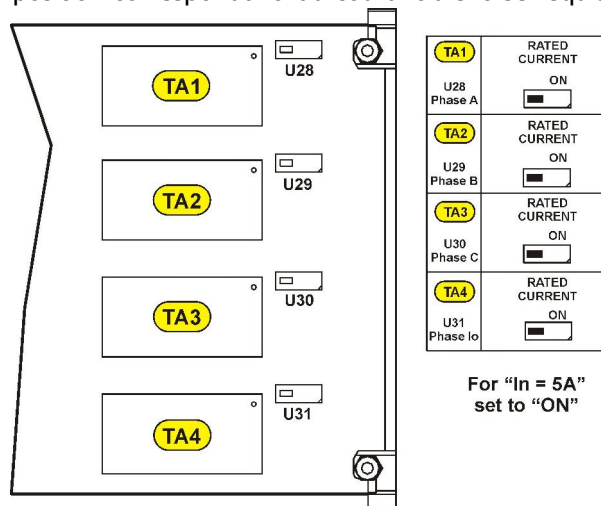 TA1
U28
TA2
U29
TA3
U30
TA4
U31
TA1
RATED
CURRENT
U28
Phase A
ON
TA2
RATED
CURRENT
U29
Phase B
ON
TA3
RATED
CURRENT
U30
Phase C
ON
TA4
RATED
CURRENT
U31
Phase Io
ON
For “In = 5A”
set to “ON”